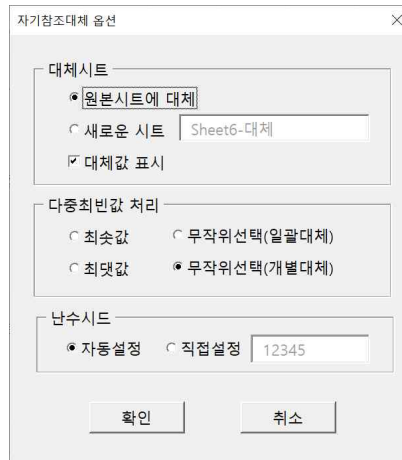 자기참조대체 옵션
대체시트
원본시트에 대체
새로운 시트 Sheet6-대체
대체값 표시
다중최빈값 처리
최솟값 무작위선택(일괄대체)
최댓값 무작위선택(개별대체)
난수시드
자동설정 직접설정 12345
확인 취소